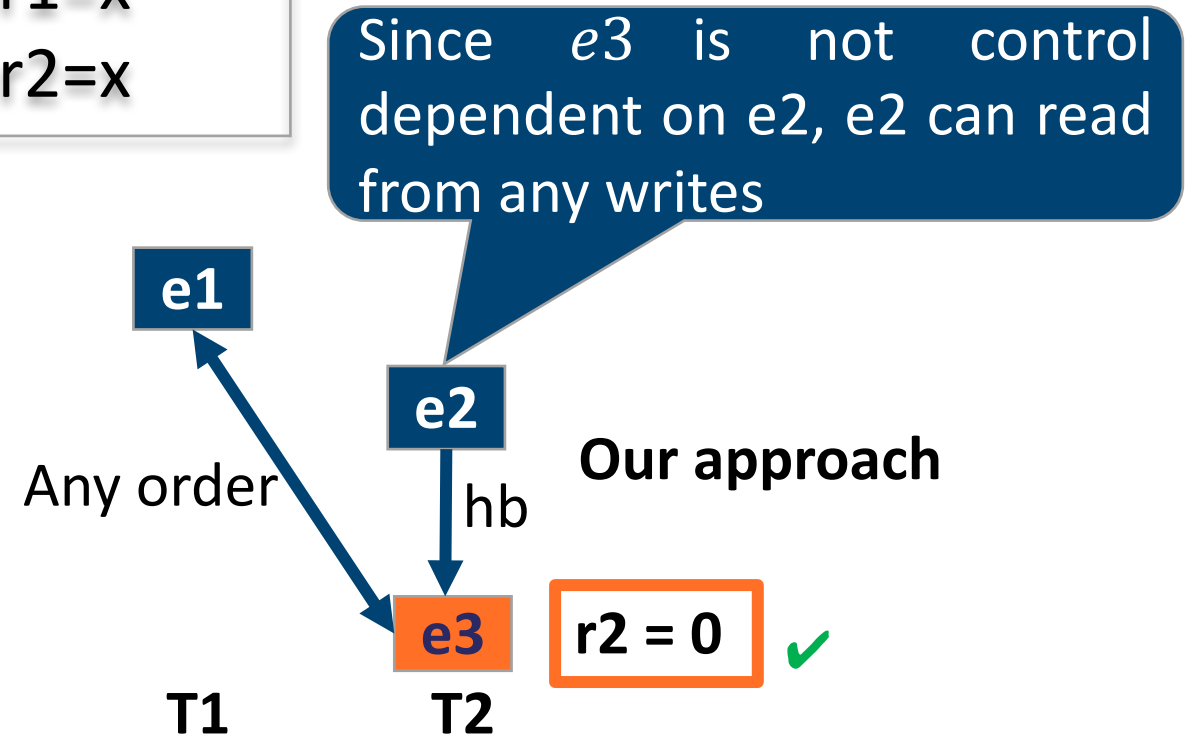 r1=x
r2=x
Since e3 is not control
dependent on e2, e2 can read
from any writes
e1
e2
Our approach
Any order
hb
e3
r2 = 0
✔
T1
T2